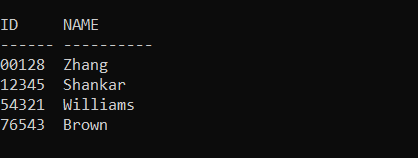 ID     NAME
------ ----------
00128  Zhang
12345  Shankar
54321  Williams
76543  Brown